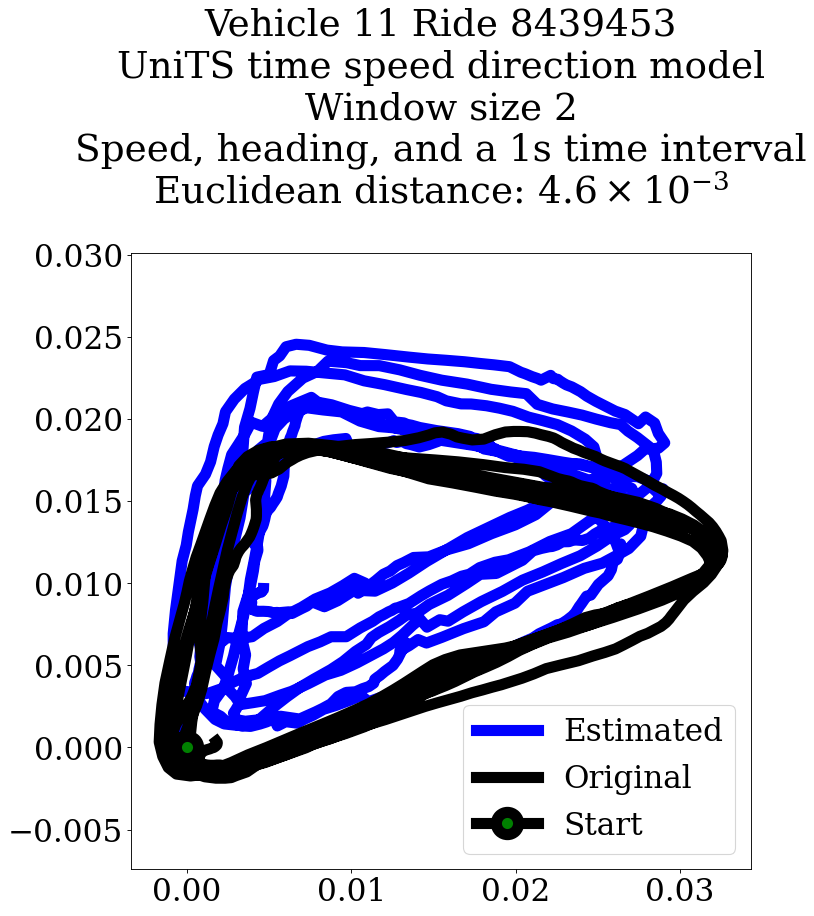 Vehicle 11 Ride 8439453
UniTS time speed direction model
Window size 2
Speed, heading, and a 1s time interval
Euclidean distance: $4.6 \times 10^{-3}$
0.030
0.025
0.020
0.015
0.010
0.005
0.000
−0.005
Estimated
Original
Start
0.00 0.01 0.02 0.03